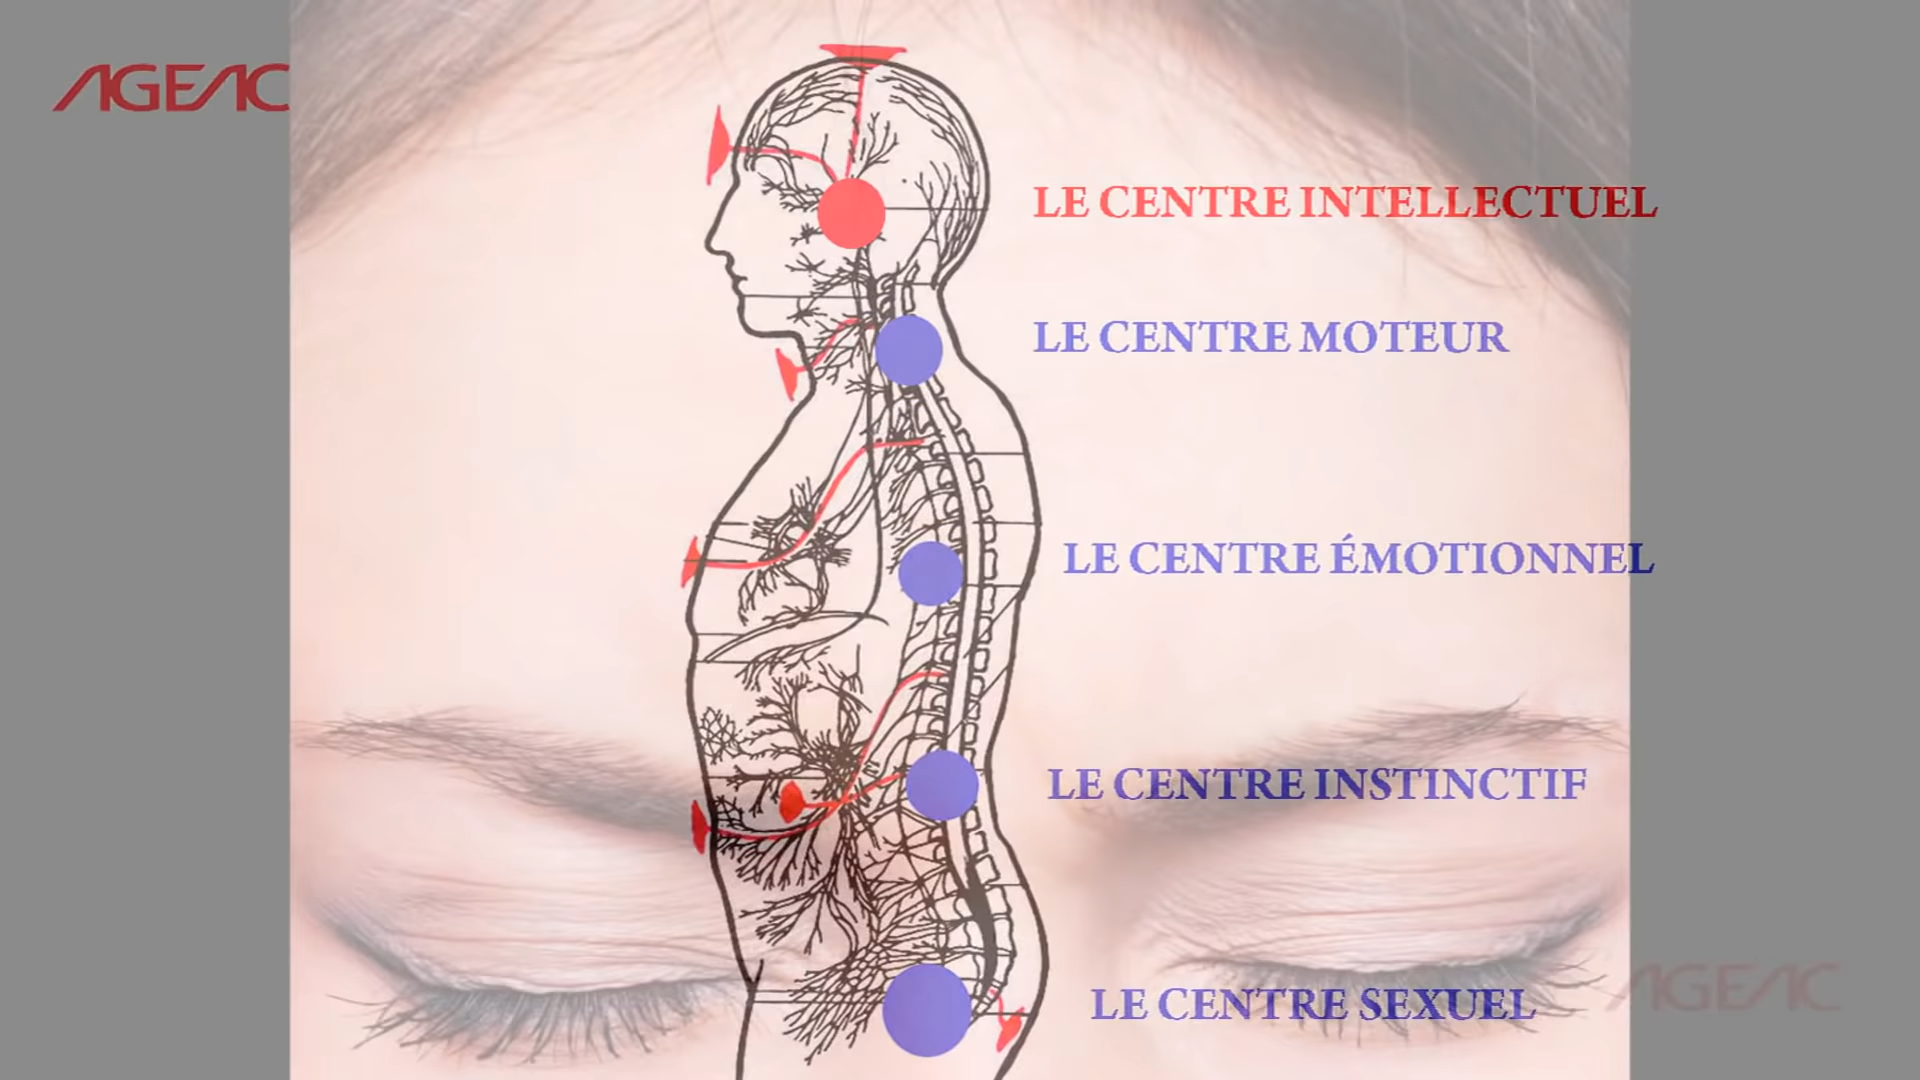 AGEAC
LE CENTRE INTELLECTUEL
LE CENTRE MOTEUR
LE CENTRE ÉMOTIONNEL
LE CENTRE INSTINCTIF
AGEAC
LE CENTRE SEXUEL